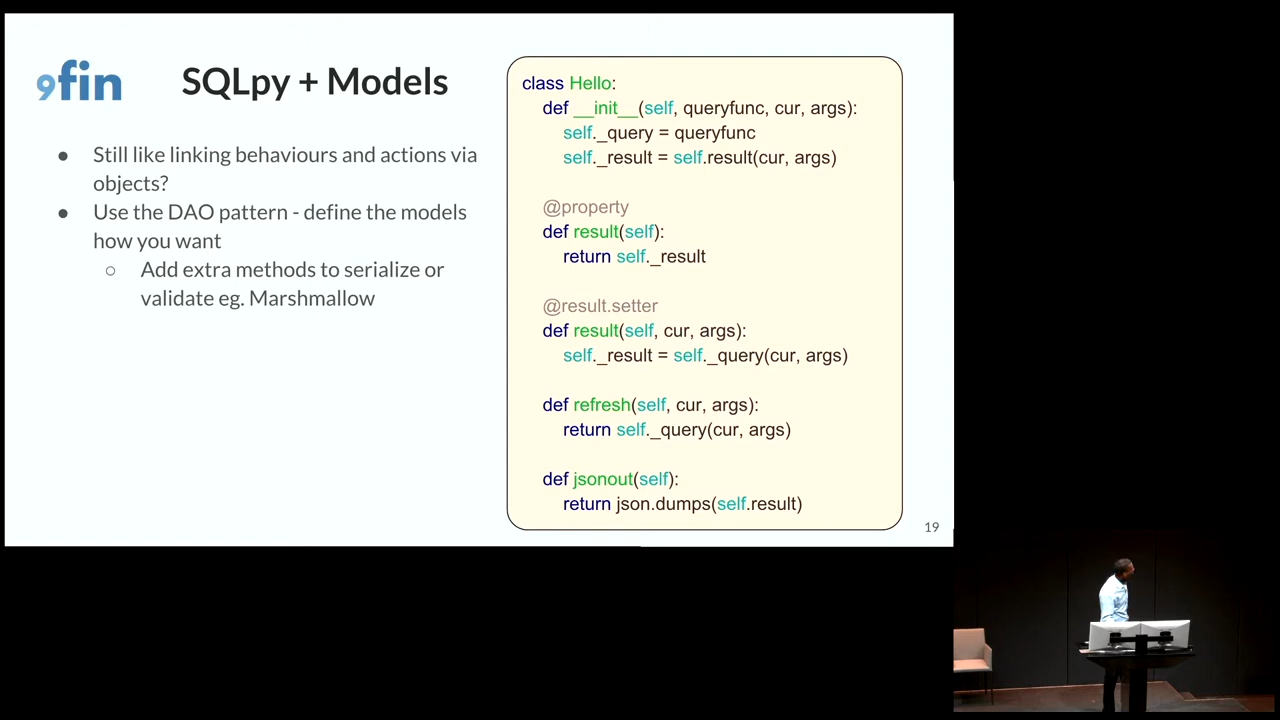 9fin
SQLpy + Models
● Still like linking behaviours and actions via
objects?
● Use the DAO pattern - define the models
how you want
○ Add extra methods to serialize or
validate eg. Marshmallow
class Hello:
def __init__(self, queryfunc, cur, args):
self._query = queryfunc
self._result = self.result(cur, args)
@property
def result(self):
return self._result
@result.setter
def result(self, cur, args):
self._result = self._query(cur, args)
def refresh(self, cur, args):
return self._query(cur, args)
def jsonout(self):
return json.dumps(self.result)
19